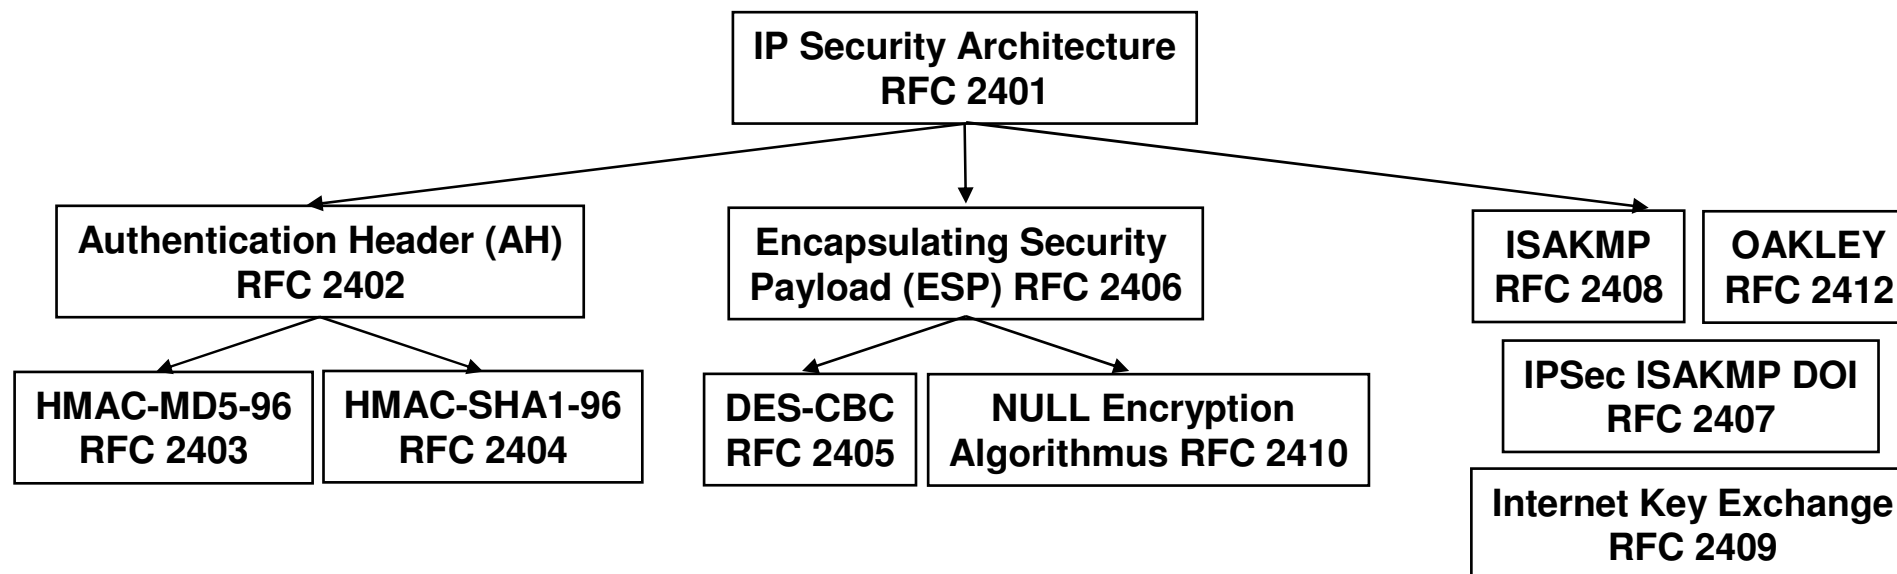 IP Security Architecture
RFC 2401
Authentication Header (AH)
RFC 2402
Encapsulating Security
Payload (ESP) RFC 2406
ISAKMP
RFC 2408
OAKLEY
RFC 2412
HMAC-MD5-96
RFC 2403
HMAC-SHA1-96
RFC 2404
DES-CBC
RFC 2405
NULL Encryption
Algorithmus RFC 2410
IPSec ISAKMP DOI
RFC 2407
Internet Key Exchange
RFC 2409